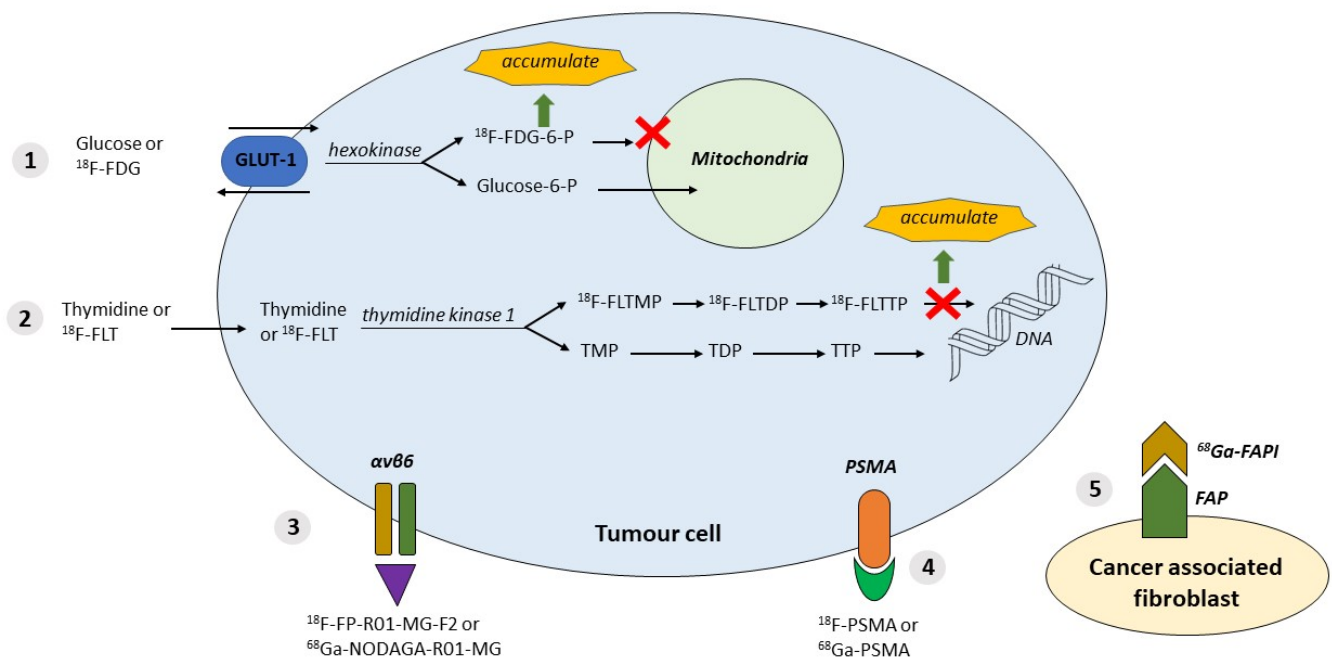 accumulate
1
Glucose or
¹⁸F-FDG
GLUT-1
hexokinase
¹⁸F-FDG-6-P
Glucose-6-P
Mitochondria
accumulate
2
Thymidine or
¹⁸F-FLT
Thymidine
or ¹⁸F-FLT
thymidine kinase 1
¹⁸F-FLTMP
¹⁸F-FLTDP
¹⁸F-FLTTP
TMP
TDP
TTP
DNA
3
αvβ6
¹⁸F-FP-R01-MG-F2 or
⁶⁸Ga-NODAGA-R01-MG
Tumour cell
PSMA
4
¹⁸F-PSMA or
⁶⁸Ga-PSMA
5
⁶⁸Ga-FAPI
FAP
Cancer associated
fibroblast